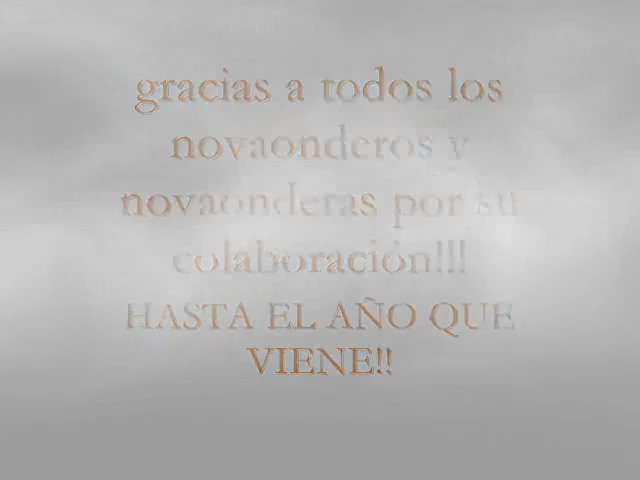 gracias a todos los
novaonderos y
novaonderas por su
colaboración!!!
HASTA EL AÑO QUE
VIENE!!